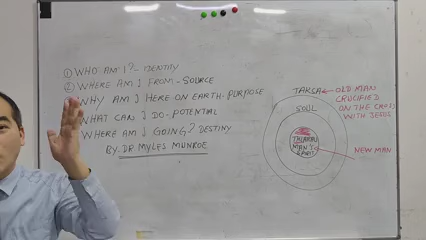 ① WHO AM I? - IDENTITY
② WHERE AM I FROM - SOURCE
WHY AM I HERE ON EARTH - PURPOSE
WHAT CAN I DO - POTENTIAL
WHERE AM I GOING? DESTINY
BY. DR MYLES MUNROE
TAKSA
OLD MAN
CRUCIFIED
ON THE CROSS
WITH JESUS
SOUL
MAN
SPIRIT
NEW MAN